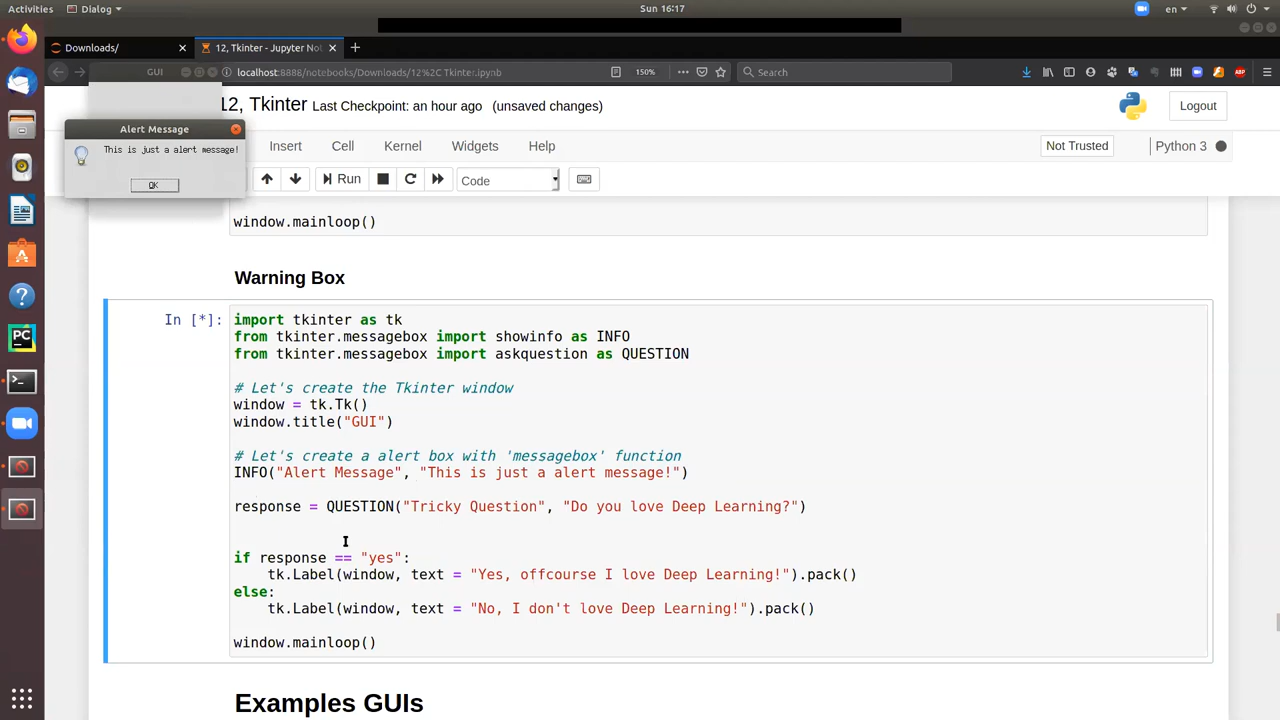 Activities Dialog Sun 16:17 en
Downloads/ 12, Tkinter - Jupyter No
GUI localhost:8888/notebooks/Downloads/12%2C Tkinter.ipynb 150% Search
12, Tkinter Last Checkpoint: an hour ago (unsaved changes) Logout
Alert Message
This is just a alert message!
OK
Insert Cell Kernel Widgets Help Not Trusted Python 3
Run Code
window.mainloop()
Warning Box
In [*]: import tkinter as tk
from tkinter.messagebox import showinfo as INFO
from tkinter.messagebox import askquestion as QUESTION
# Let's create the Tkinter window
window = tk.Tk()
window.title("GUI")
# Let's create a alert box with 'messagebox' function
INFO("Alert Message", "This is just a alert message!")
response = QUESTION("Tricky Question", "Do you love Deep Learning?")
if response == "yes":
tk.Label(window, text = "Yes, offcourse I love Deep Learning!").pack()
else:
tk.Label(window, text = "No, I don't love Deep Learning!").pack()
window.mainloop()
Examples GUIs